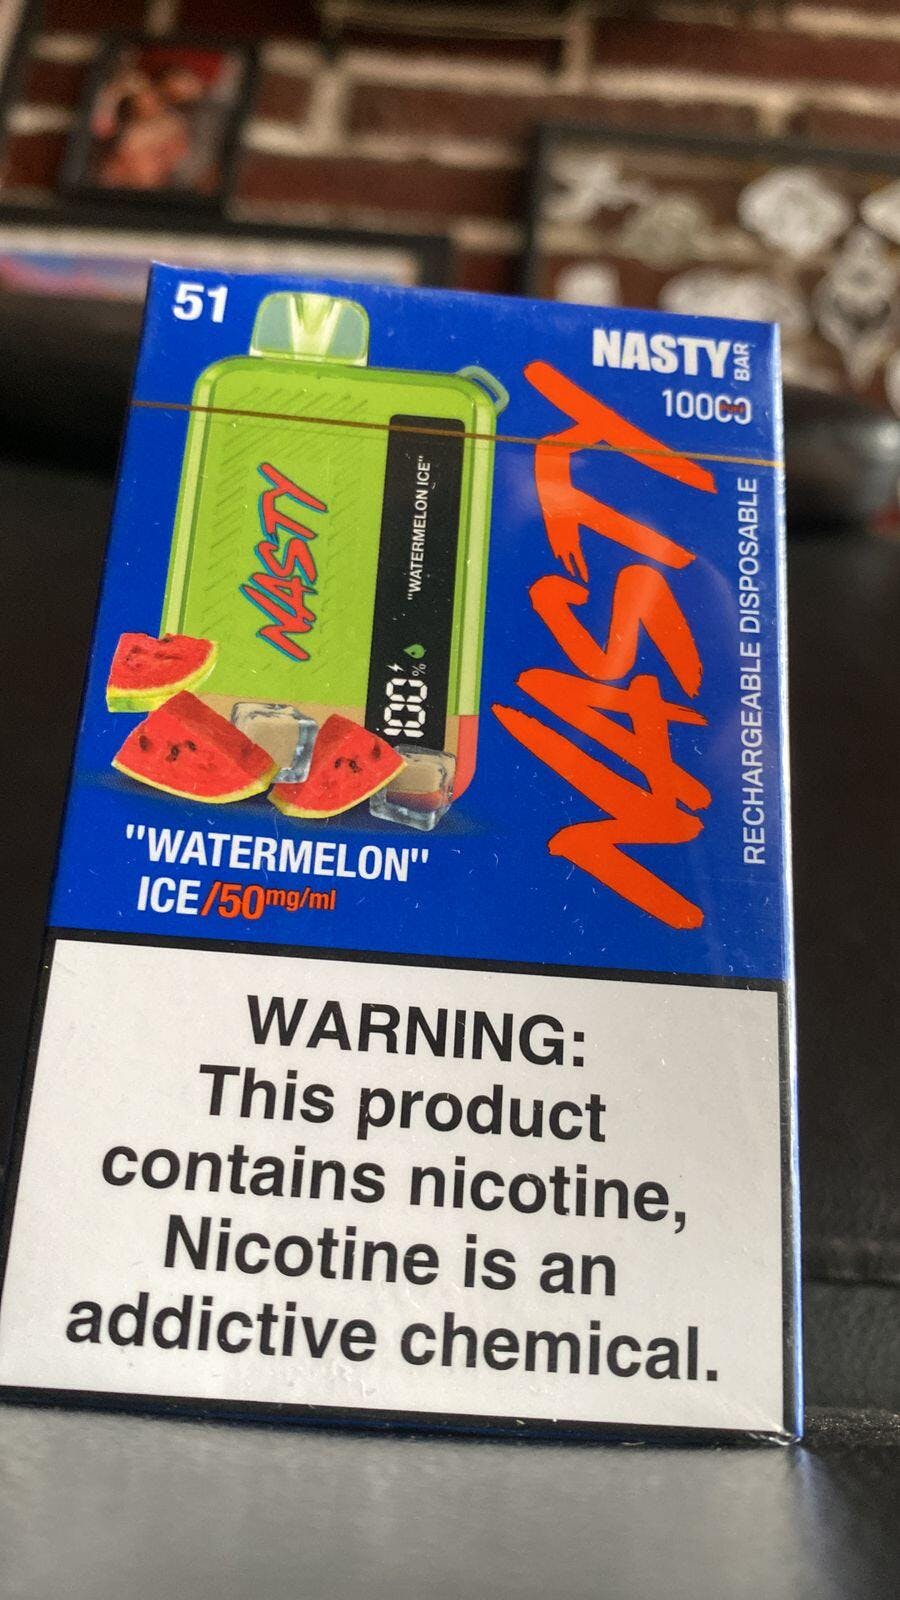 51
NASTY BAR
10000
PUFF
NASTY
"WATERMELON ICE"
100%
NASTY
RECHARGEABLE DISPOSABLE
"WATERMELON"
ICE/50mg/ml
WARNING:
This product
contains nicotine,
Nicotine is an
addictive chemical.